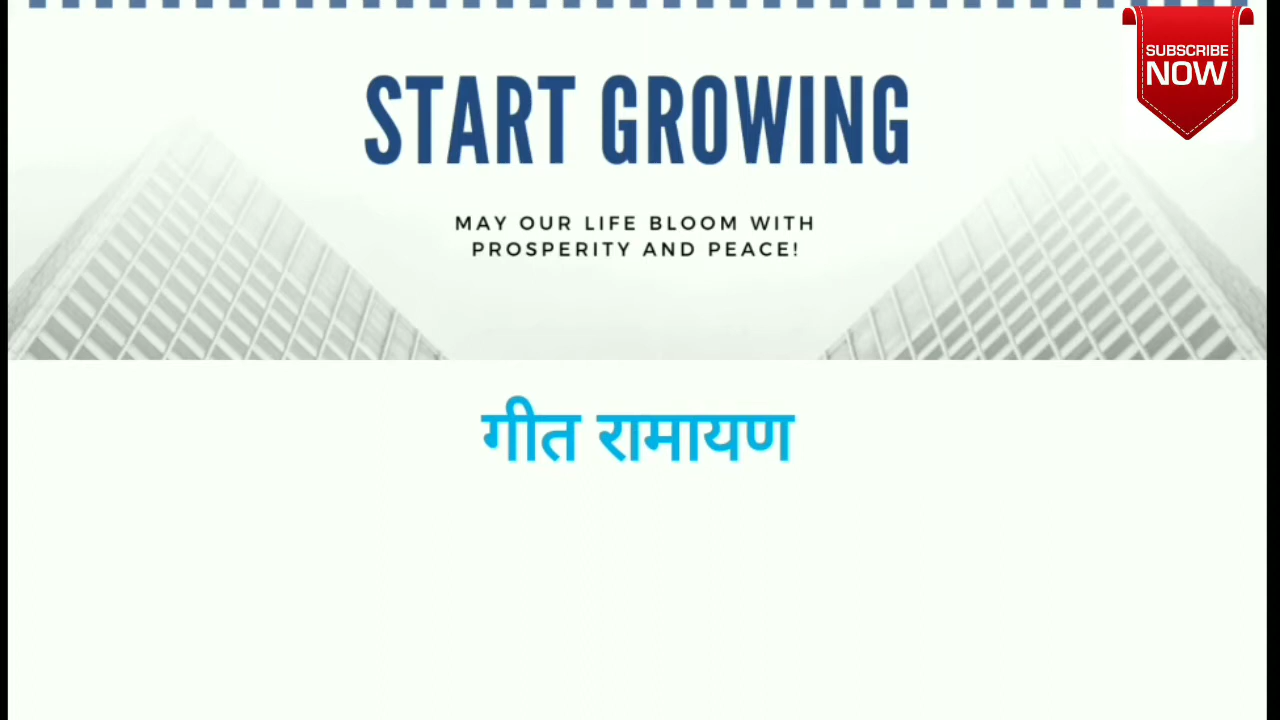 START GROWING
MAY OUR LIFE BLOOM WITH
PROSPERITY AND PEACE!
SUBSCRIBE
NOW
गीत रामायण